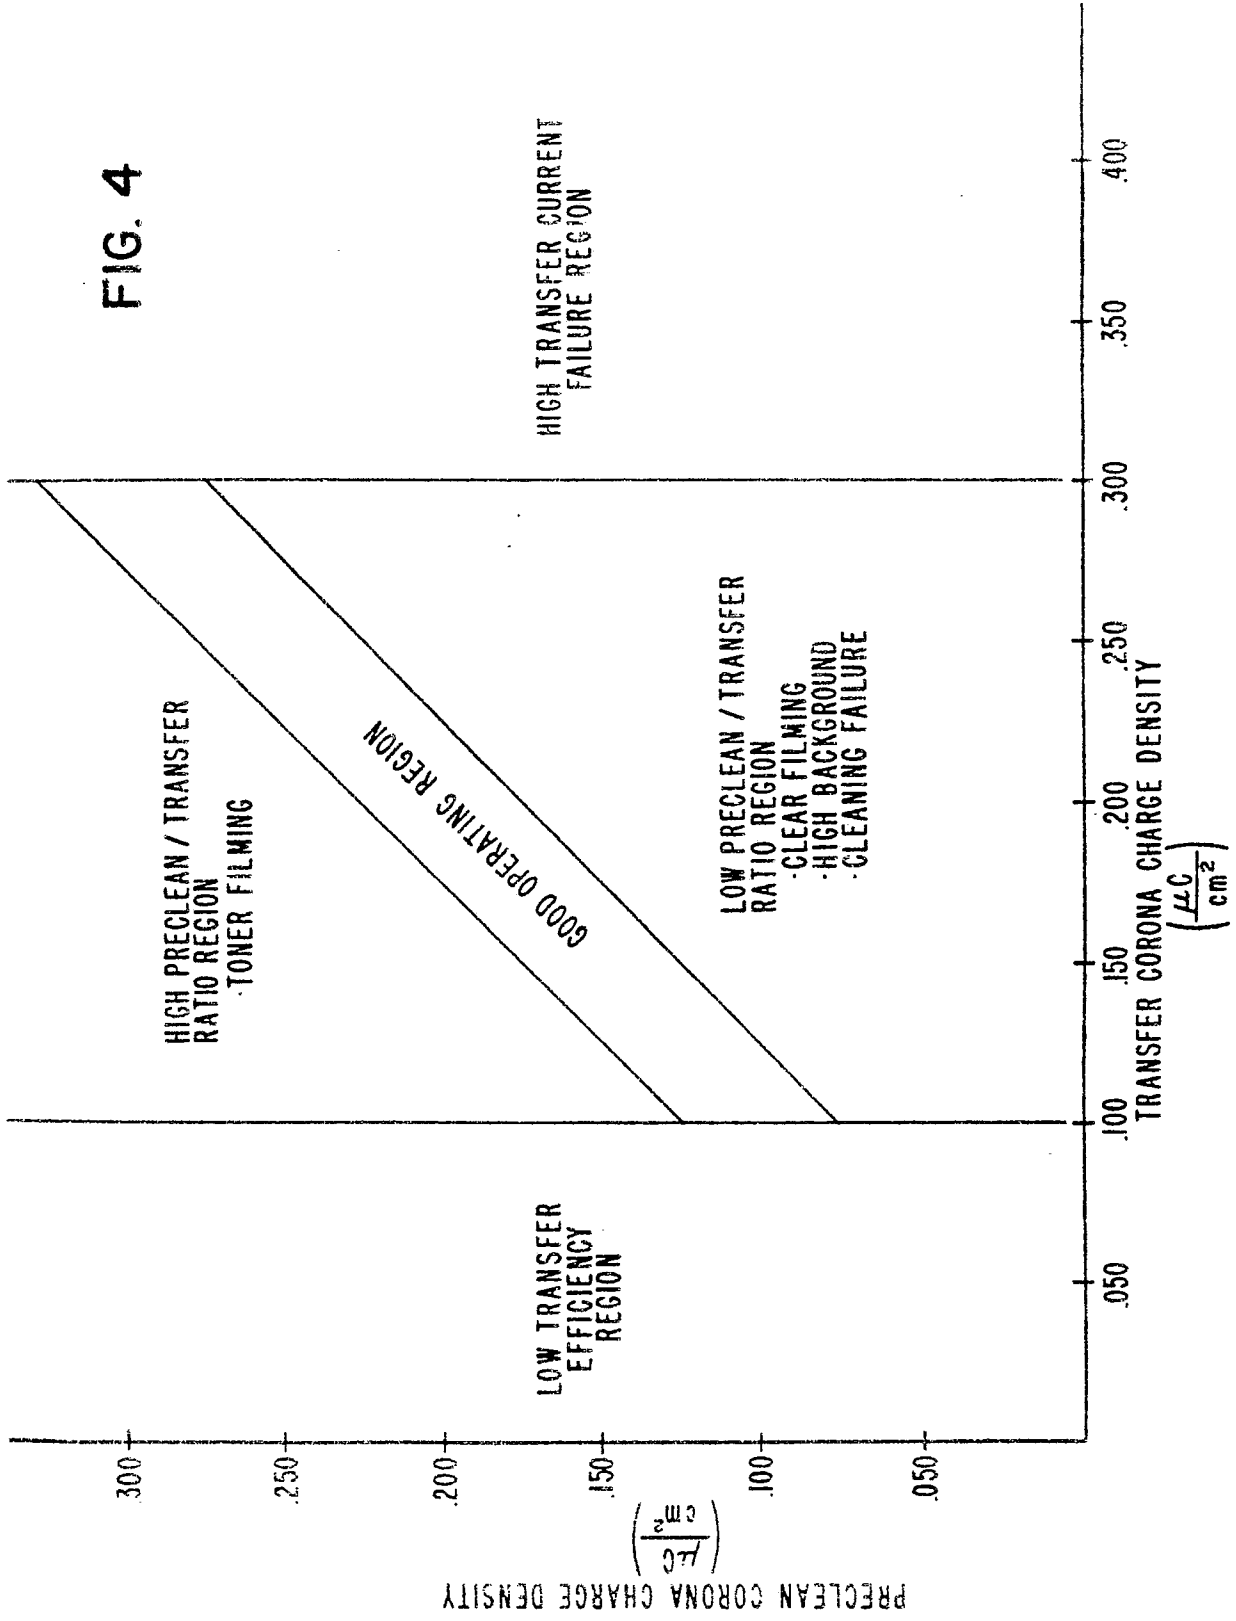 FIG. 4
HIGH PRECLEAN / TRANSFER
RATIO REGION
·TONER FILMING
GOOD OPERATING REGION
LOW TRANSFER
EFFICIENCY
REGION
HIGH TRANSFER CURRENT
FAILURE REGION
LOW PRECLEAN / TRANSFER
RATIO REGION
·CLEAR FILMING
·HIGH BACKGROUND
·CLEANING FAILURE
PRECLEAN CORONA CHARGE DENSITY
(μC
cm²)
.300
.250
.200
.150
.100
.050
.050 .100 .150 .200 .250 .300 .350 .400
TRANSFER CORONA CHARGE DENSITY
(μC
cm²)